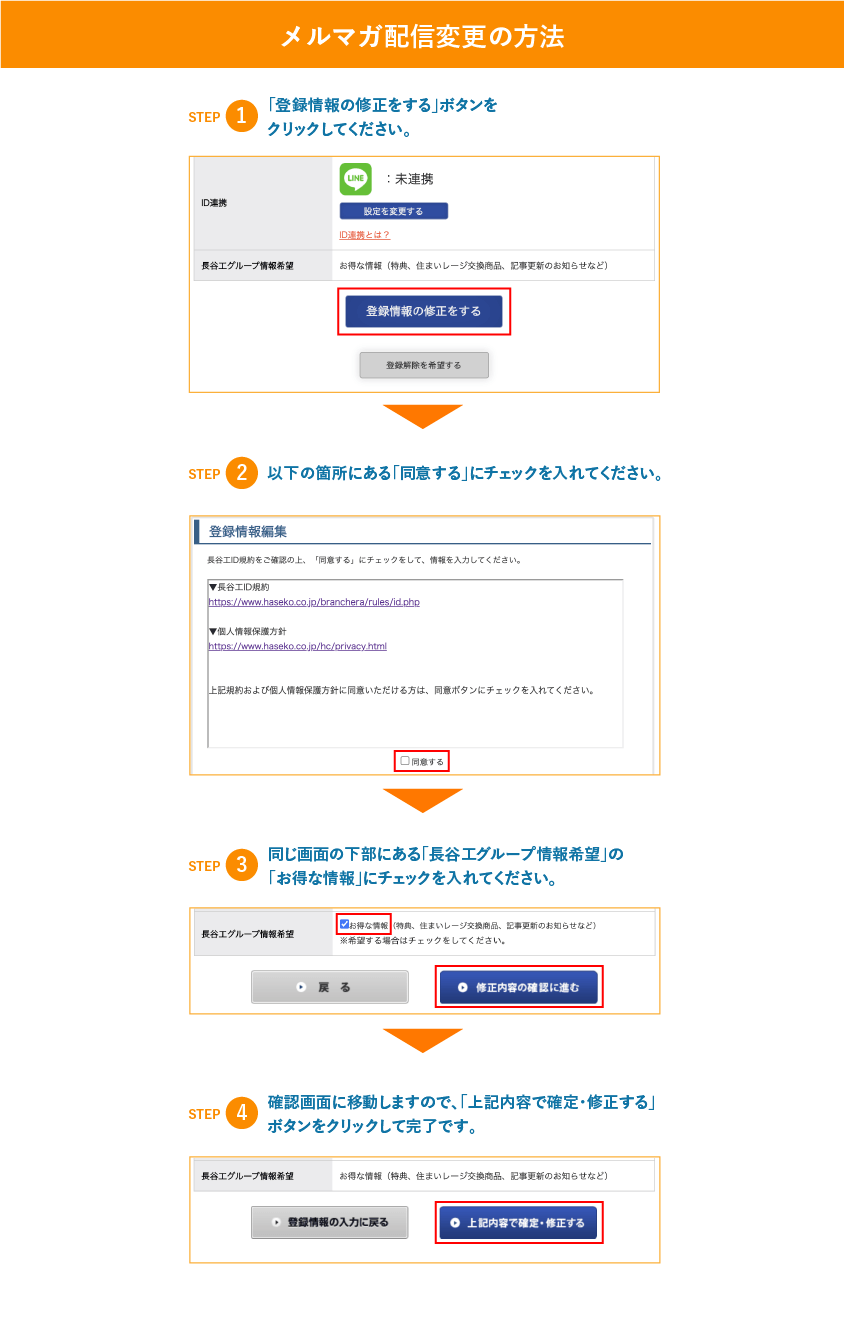 メルマガ配信変更の方法
STEP 1 「登録情報の修正をする」ボタンを
クリックしてください。
LINE ：未連携
ID連携
設定を変更する
ID連携とは？
長谷工グループ情報希望 お得な情報（特典、住まいレージ交換商品、記事更新のお知らせなど）
登録情報の修正をする
登録解除を希望する
STEP 2 以下の箇所にある「同意する」にチェックを入れてください。
登録情報編集
長谷工ID規約をご確認の上、「同意する」にチェックをして、情報を入力してください。
▼長谷工ID規約
https://www.haseko.co.jp/branchera/rules/id.php
▼個人情報保護方針
https://www.haseko.co.jp/hc/privacy.html
上記規約および個人情報保護方針に同意いただける方は、同意ボタンにチェックを入れてください。
同意する
STEP 3 同じ画面の下部にある「長谷工グループ情報希望」の
「お得な情報」にチェックを入れてください。
長谷工グループ情報希望 お得な情報（特典、住まいレージ交換商品、記事更新のお知らせなど）
※希望する場合はチェックをしてください。
戻る 修正内容の確認に進む
STEP 4 確認画面に移動しますので、「上記内容で確定・修正する」
ボタンをクリックして完了です。
長谷工グループ情報希望 お得な情報（特典、住まいレージ交換商品、記事更新のお知らせなど）
登録情報の入力に戻る 上記内容で確定・修正する